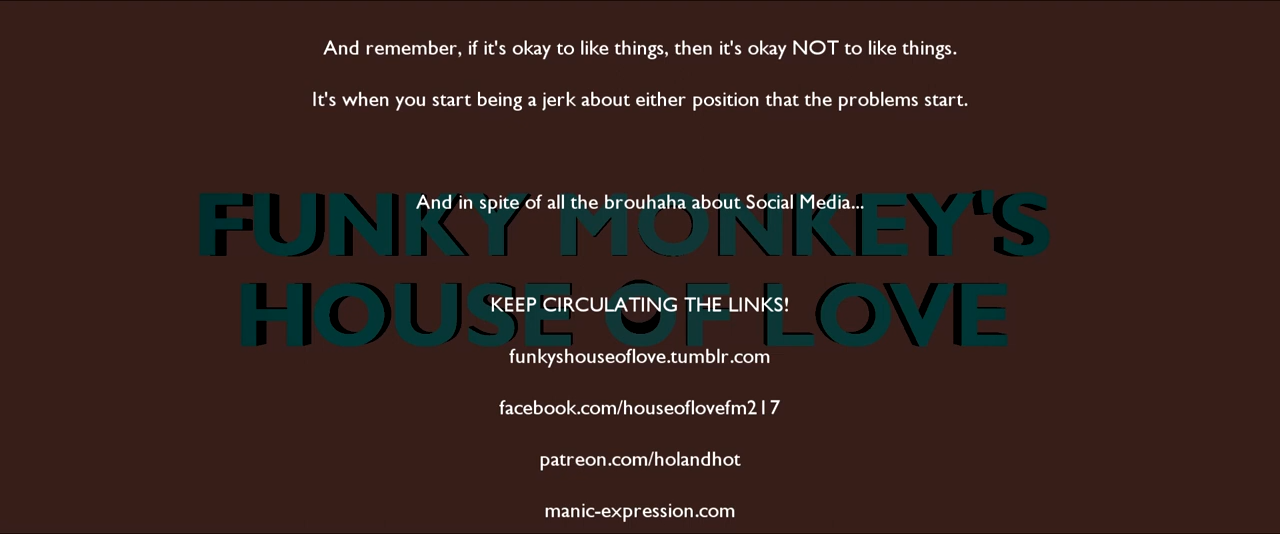 And remember, if it's okay to like things, then it's okay NOT to like things.
It's when you start being a jerk about either position that the problems start.
FUNKY MONKEY'S
And in spite of all the brouhaha about Social Media...
HOUSE OF LOVE
KEEP CIRCULATING THE LINKS!
funkyshouseoflove.tumblr.com
facebook.com/houseoflovefm217
patreon.com/holandhot
manic-expression.com